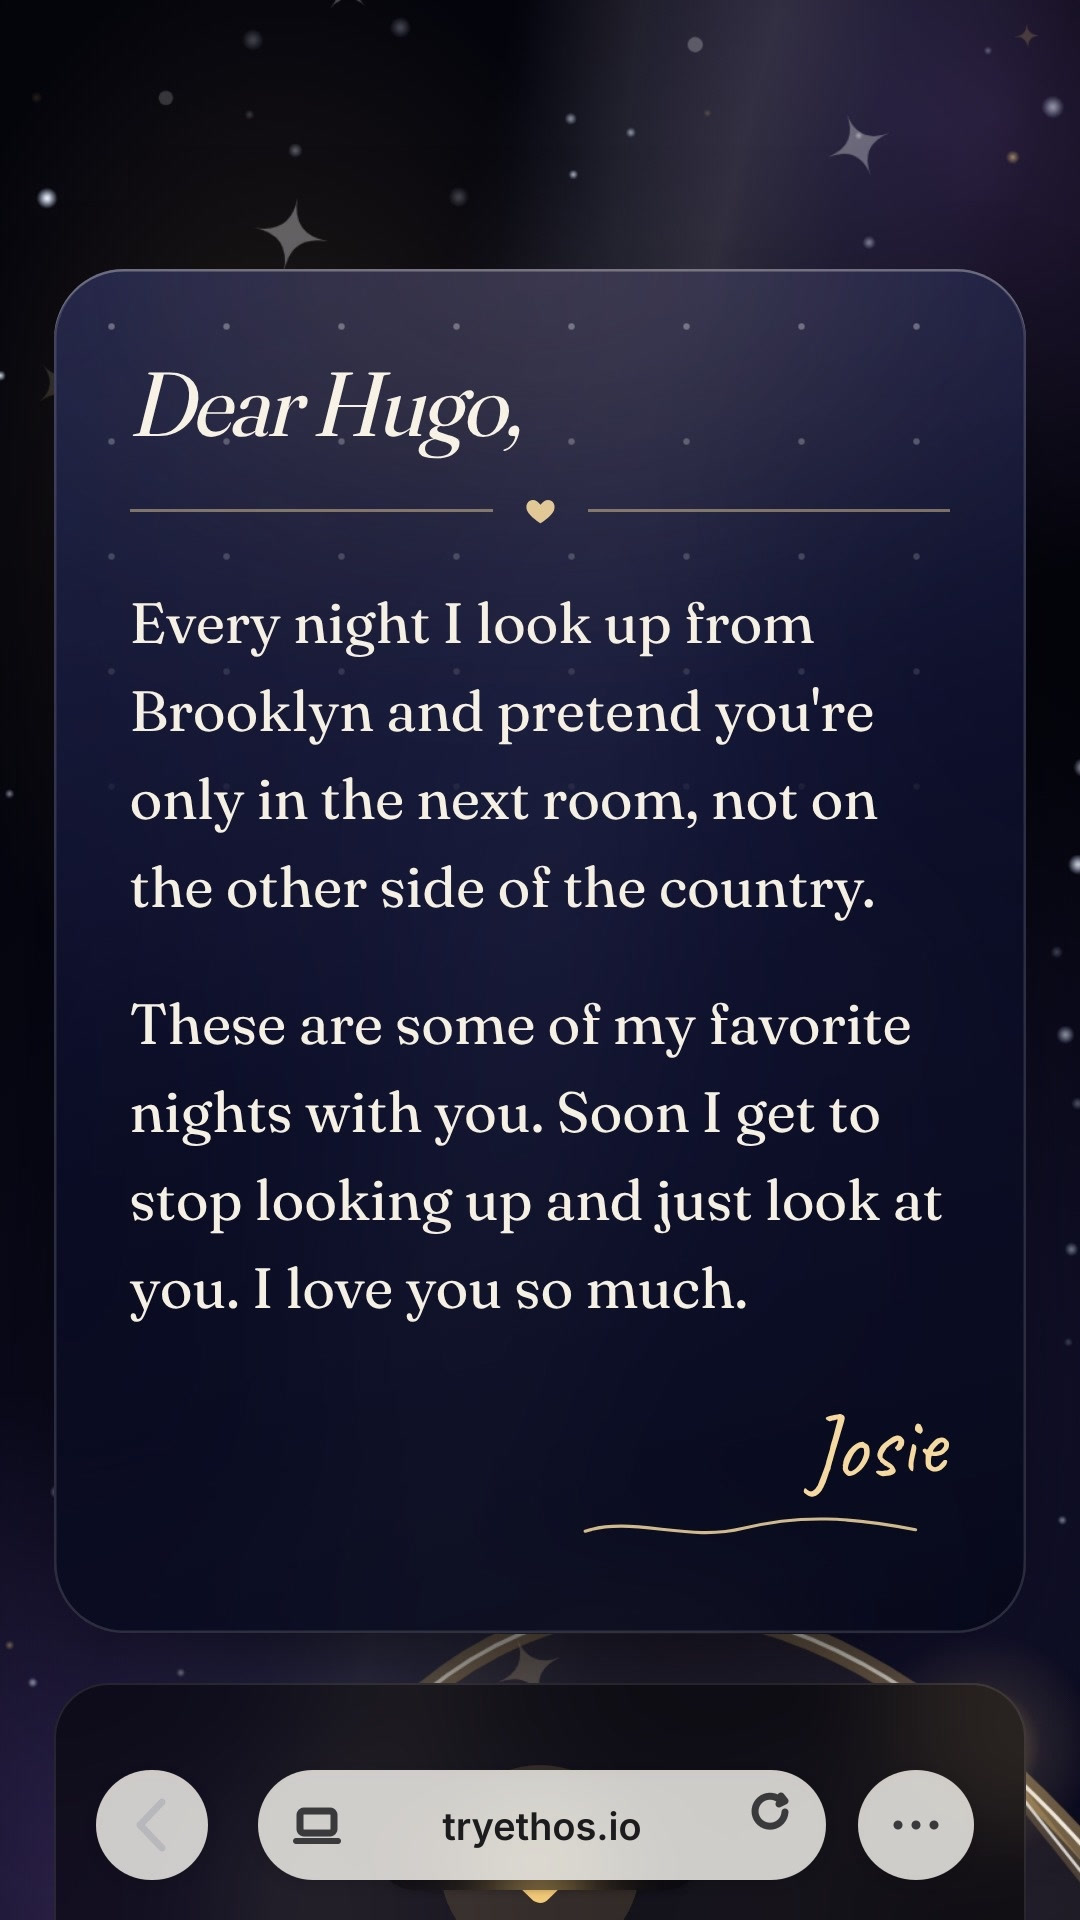 Dear Hugo,
Every night I look up from
Brooklyn and pretend you're
only in the next room, not on
the other side of the country.
These are some of my favorite
nights with you. Soon I get to
stop looking up and just look at
you. I love you so much.
Josie
tryethos.io